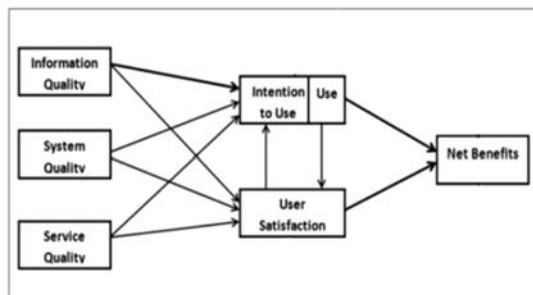 Information
Quality
System
Quality
Service
Quality
Intention
to Use
Use
User
Satisfaction
Net Benefits